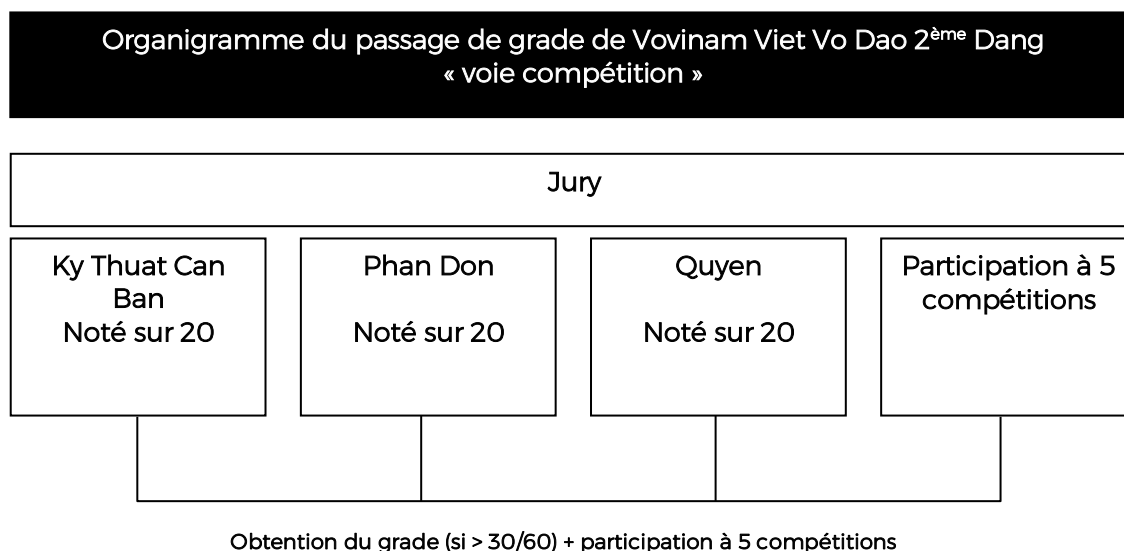 Organigramme du passage de grade de Vovinam Viet Vo Dao 2ème Dang
« voie compétition »
Jury
Ky Thuat Can
Ban
Noté sur 20
Phan Don
Noté sur 20
Quyen
Noté sur 20
Participation à 5
compétitions
Obtention du grade (si > 30/60) + participation à 5 compétitions